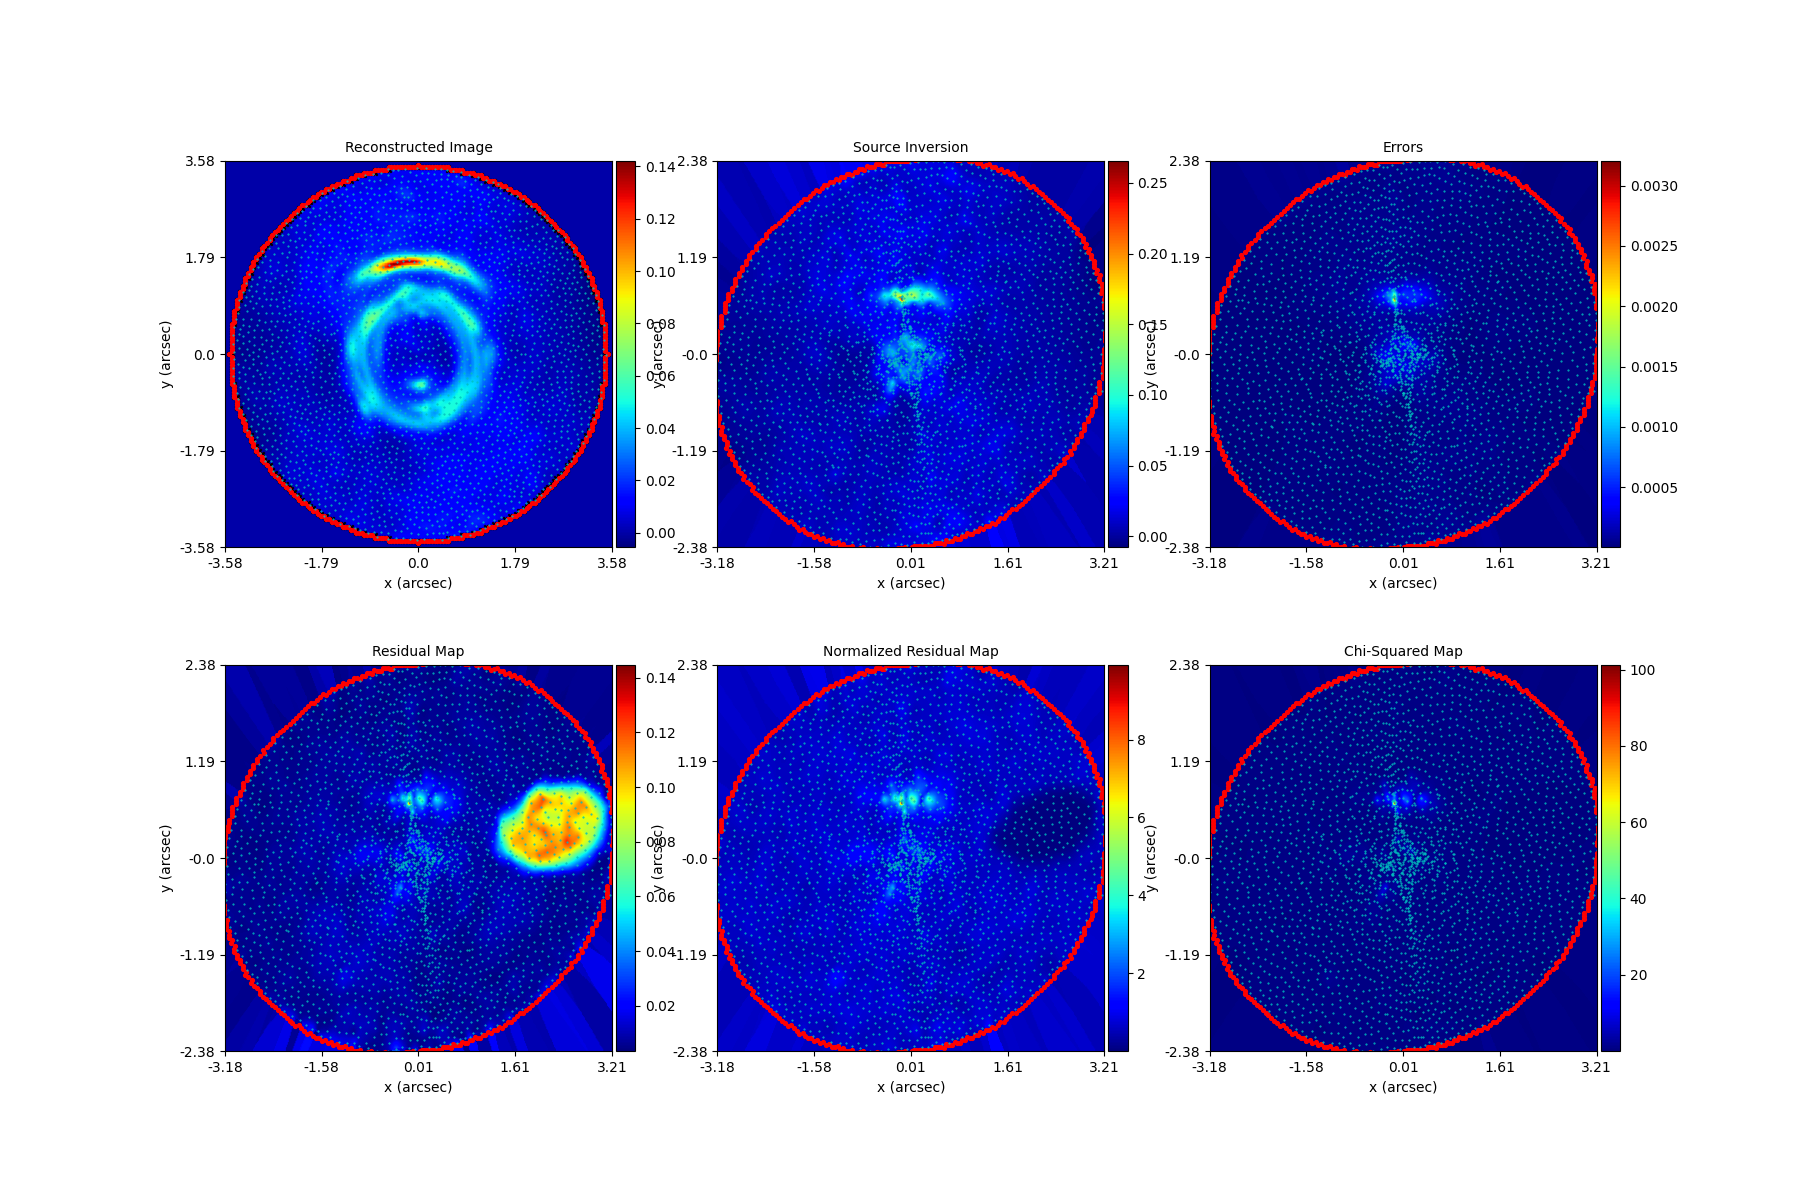 Reconstructed Image
3.58
1.79
0.0
-1.79
-3.58
y (arcsec)
-3.58 -1.79 0.0 1.79 3.58
x (arcsec)
0.14
0.12
0.10
0.08
0.06
0.04
0.02
0.00
Source Inversion
2.38
1.19
-0.0
-1.19
-2.38
y (arcsec)
-3.18 -1.58 0.01 1.61 3.21
x (arcsec)
0.25
0.20
0.15
0.10
0.05
0.00
Errors
2.38
1.19
-0.0
-1.19
-2.38
y (arcsec)
-3.18 -1.58 0.01 1.61 3.21
x (arcsec)
0.0030
0.0025
0.0020
0.0015
0.0010
0.0005
Residual Map
2.38
1.19
-0.0
-1.19
-2.38
y (arcsec)
-3.18 -1.58 0.01 1.61 3.21
x (arcsec)
0.14
0.12
0.10
0.08
0.06
0.04
0.02
Normalized Residual Map
2.38
1.19
-0.0
-1.19
-2.38
y (arcsec)
-3.18 -1.58 0.01 1.61 3.21
x (arcsec)
8
6
4
2
Chi-Squared Map
2.38
1.19
-0.0
-1.19
-2.38
y (arcsec)
-3.18 -1.58 0.01 1.61 3.21
x (arcsec)
100
80
60
40
20